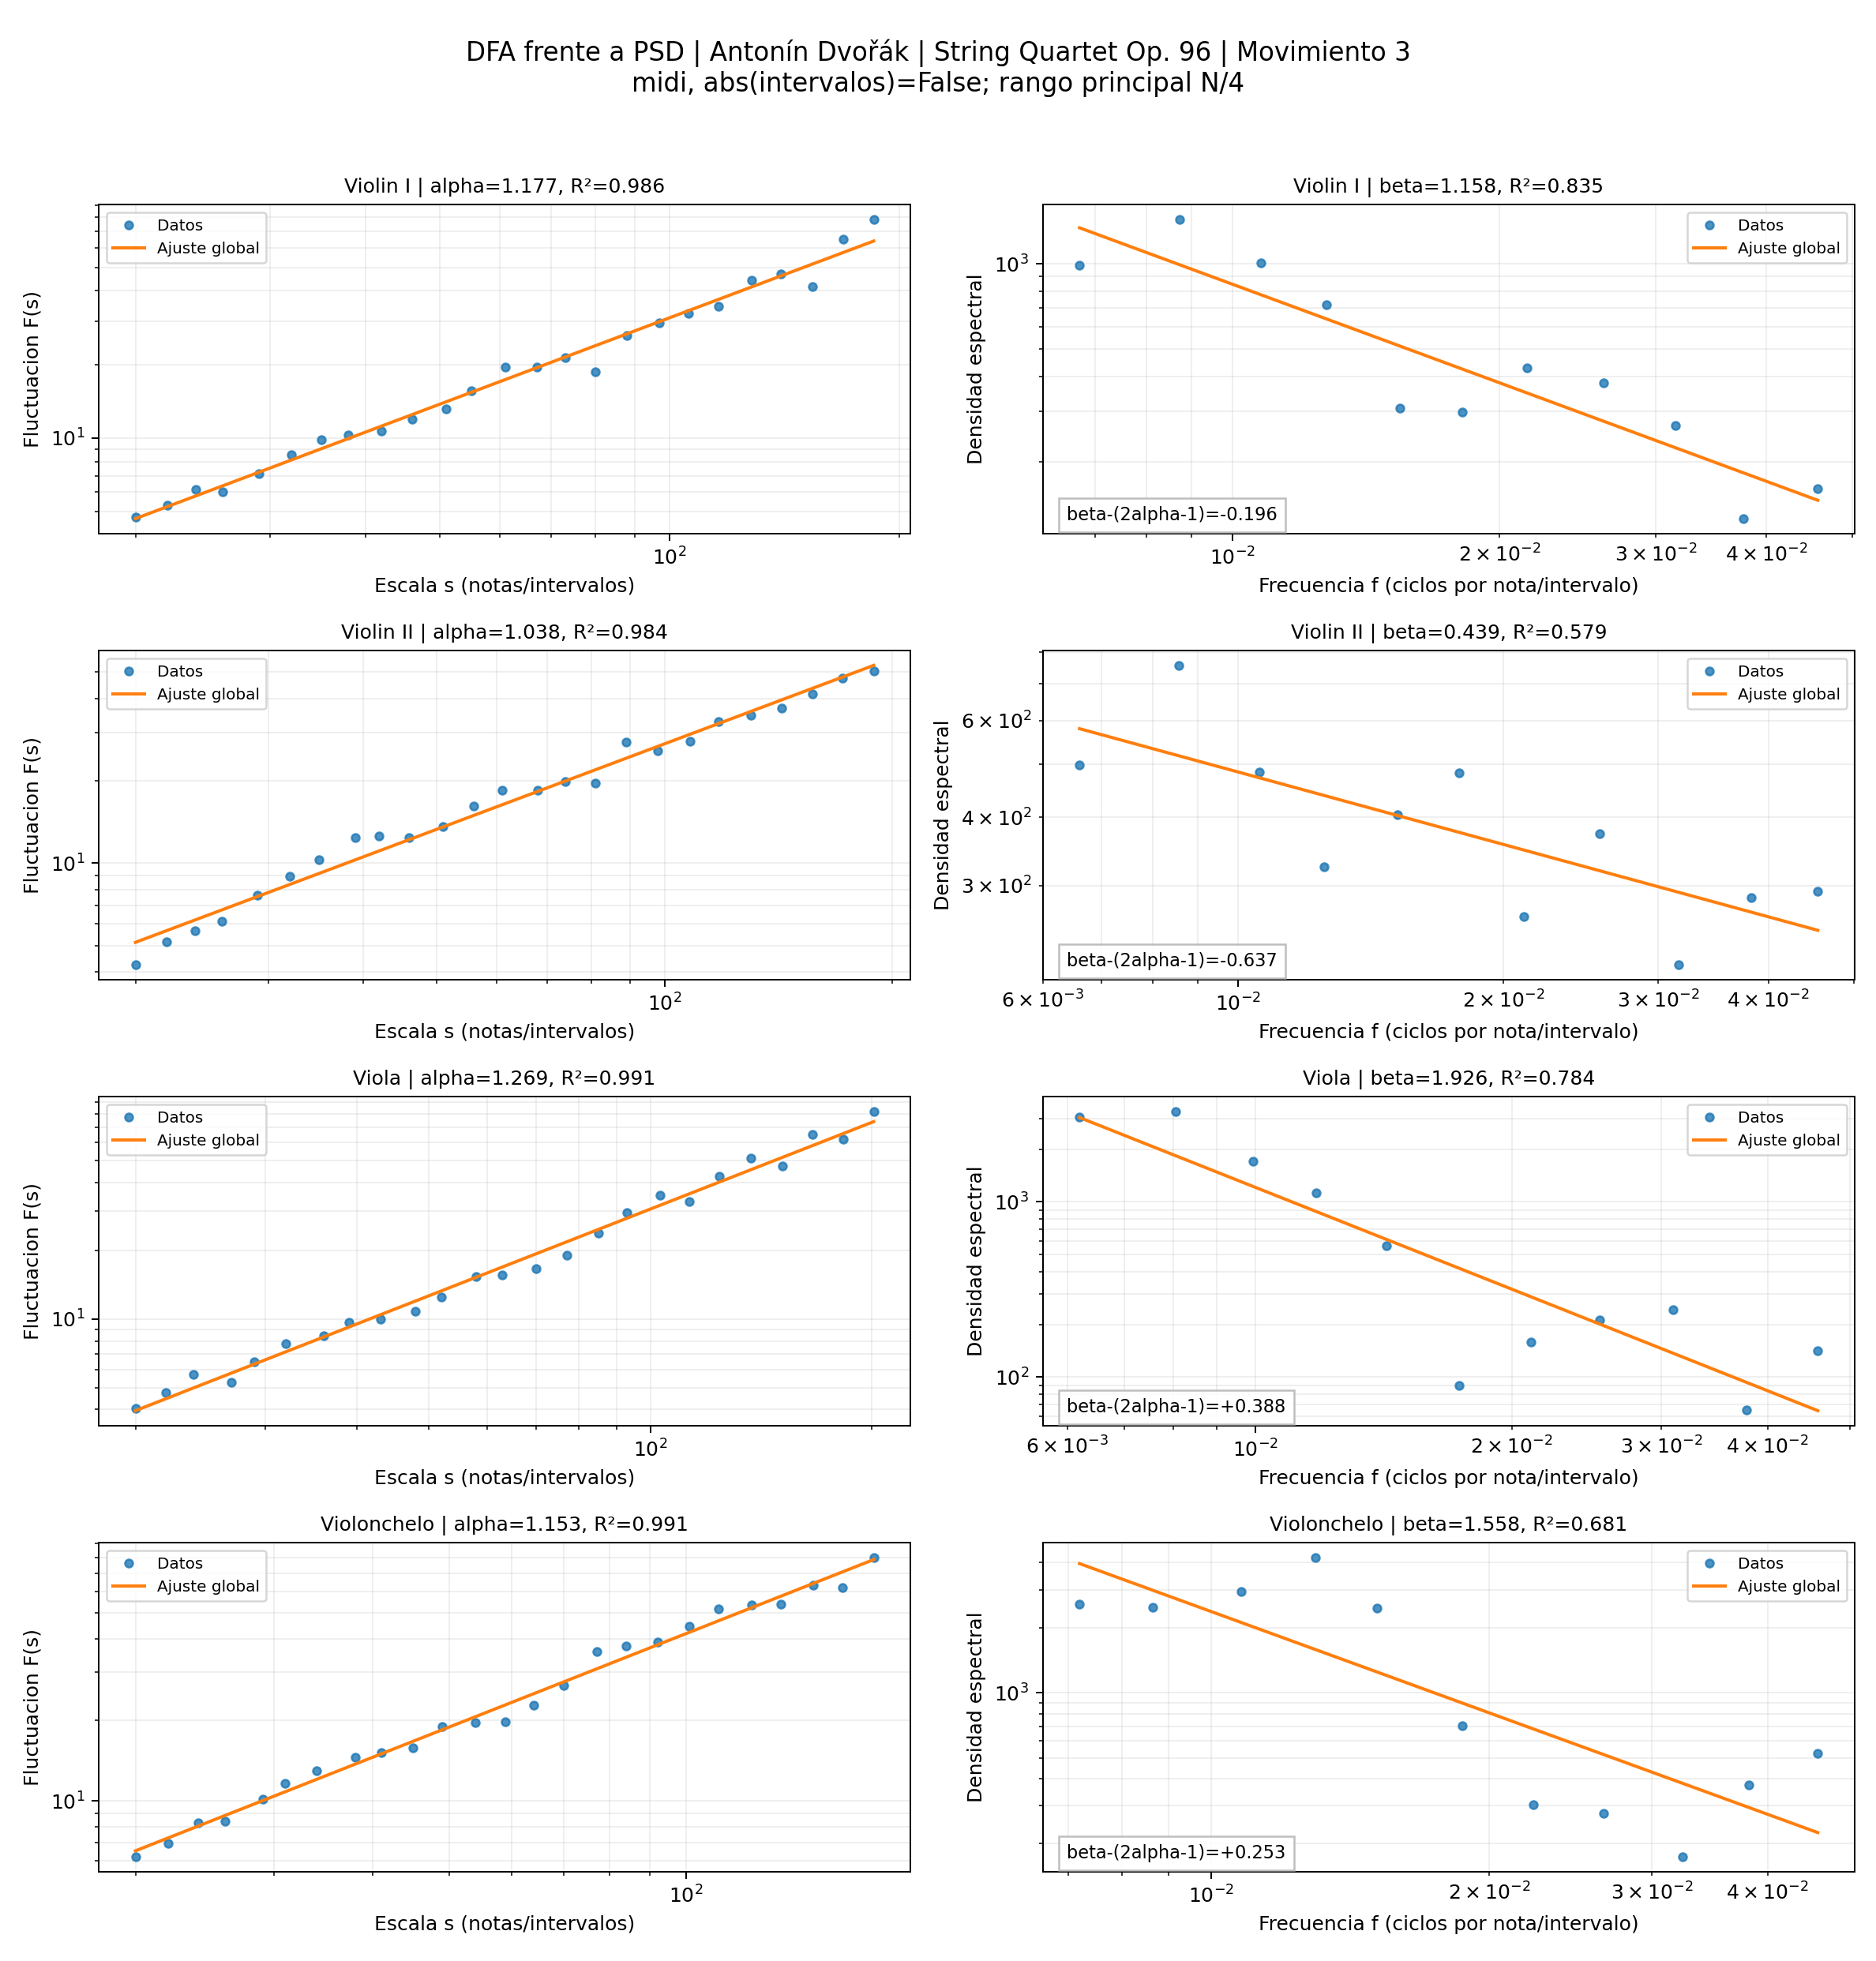 DFA frente a PSD | Antonín Dvořák | String Quartet Op. 96 | Movimiento 3
midi, abs(intervalos)=False; rango principal N/4
Violin I | alpha=1.177, R²=0.986
Datos
Ajuste global
Fluctuacion F(s)
10¹
10²
Escala s (notas/intervalos)
Violin I | beta=1.158, R²=0.835
Datos
Ajuste global
Densidad espectral
10³
beta-(2alpha-1)=-0.196
10⁻² 2 × 10⁻² 3 × 10⁻² 4 × 10⁻²
Frecuencia f (ciclos por nota/intervalo)
Violin II | alpha=1.038, R²=0.984
Datos
Ajuste global
Fluctuacion F(s)
10¹
10²
Escala s (notas/intervalos)
Violin II | beta=0.439, R²=0.579
Datos
Ajuste global
Densidad espectral
6 × 10²
4 × 10²
3 × 10²
beta-(2alpha-1)=-0.637
6 × 10⁻³ 10⁻² 2 × 10⁻² 3 × 10⁻² 4 × 10⁻²
Frecuencia f (ciclos por nota/intervalo)
Viola | alpha=1.269, R²=0.991
Datos
Ajuste global
Fluctuacion F(s)
10¹
10²
Escala s (notas/intervalos)
Viola | beta=1.926, R²=0.784
Datos
Ajuste global
Densidad espectral
10³
10²
beta-(2alpha-1)=+0.388
6 × 10⁻³ 10⁻² 2 × 10⁻² 3 × 10⁻² 4 × 10⁻²
Frecuencia f (ciclos por nota/intervalo)
Violonchelo | alpha=1.153, R²=0.991
Datos
Ajuste global
Fluctuacion F(s)
10¹
10²
Escala s (notas/intervalos)
Violonchelo | beta=1.558, R²=0.681
Datos
Ajuste global
Densidad espectral
10³
beta-(2alpha-1)=+0.253
10⁻² 2 × 10⁻² 3 × 10⁻² 4 × 10⁻²
Frecuencia f (ciclos por nota/intervalo)